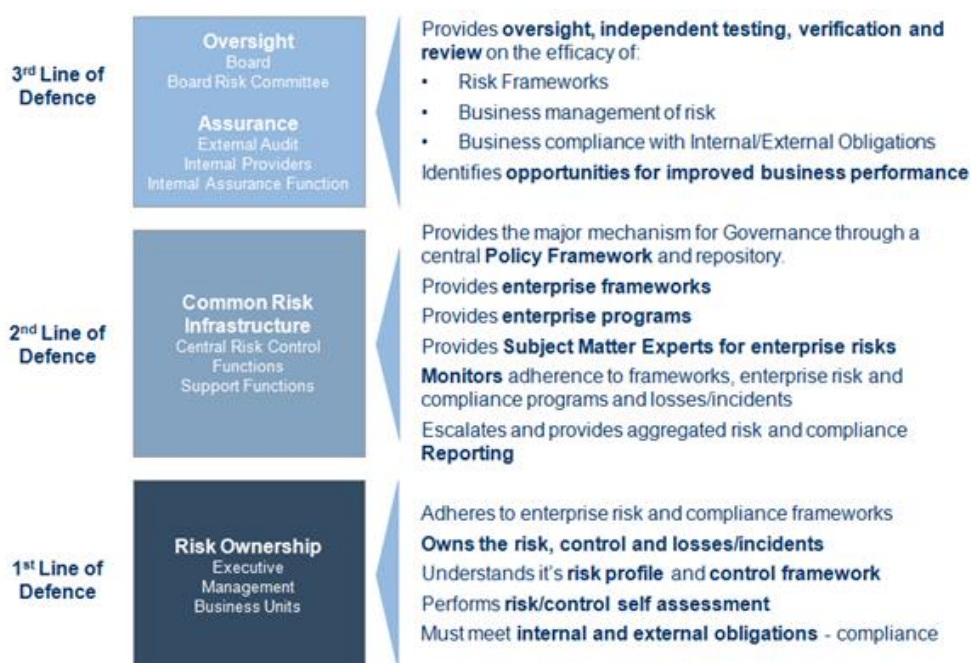 3rd Line of
Defence
Oversight
Board
Board Risk Committee
Assurance
External Audit
Internal Providers
Internal Assurance Function
Provides oversight, independent testing, verification and
review on the efficacy of:
• Risk Frameworks
• Business management of risk
• Business compliance with Internal/External Obligations
Identifies opportunities for improved business performance
2nd Line of
Defence
Common Risk
Infrastructure
Central Risk Control
Functions
Support Functions
Provides the major mechanism for Governance through a
central Policy Framework and repository.
Provides enterprise frameworks
Provides enterprise programs
Provides Subject Matter Experts for enterprise risks
Monitors adherence to frameworks, enterprise risk and
compliance programs and losses/incidents
Escalates and provides aggregated risk and compliance
Reporting
1st Line of
Defence
Risk Ownership
Executive
Management
Business Units
Adheres to enterprise risk and compliance frameworks
Owns the risk, control and losses/incidents
Understands it's risk profile and control framework
Performs risk/control self assessment
Must meet internal and external obligations - compliance